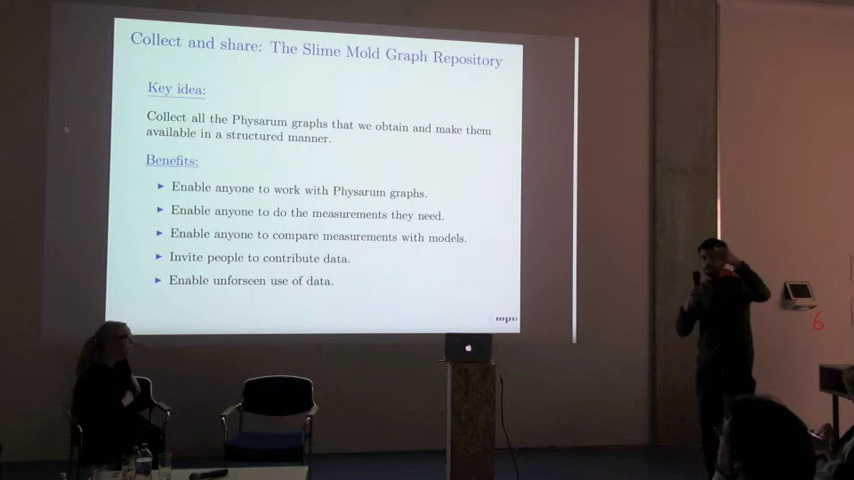 Collect and share: The Slime Mold Graph Repository
Key idea:
Collect all the Physarum graphs that we obtain and make them
available in a structured manner.
Benefits:
▶ Enable anyone to work with Physarum graphs.
▶ Enable anyone to do the measurements they need.
▶ Enable anyone to compare measurements with models.
▶ Invite people to contribute data.
▶ Enable unforseen use of data.
6